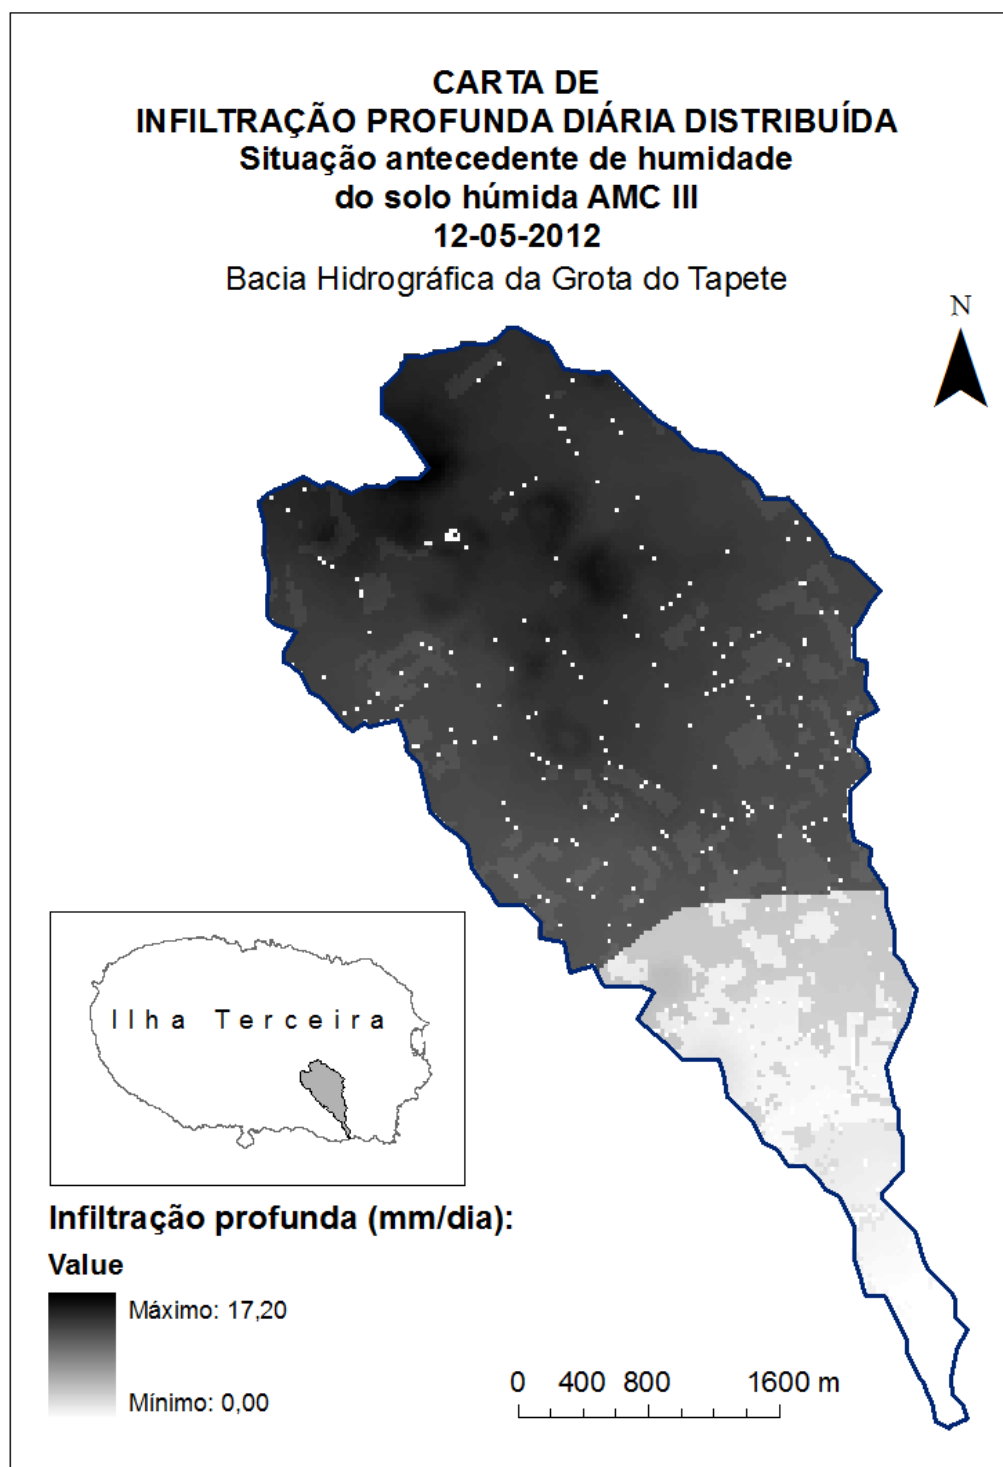 CARTA DE
INFILTRAÇÃO PROFUNDA DIÁRIA DISTRIBUÍDA
Situação antecedente de humidade
do solo húmida AMC III
12-05-2012
Bacia Hidrográfica da Grota do Tapete
N
Ilha Terceira
Infiltração profunda (mm/dia):
Value
Máximo: 17,20
Mínimo: 0,00
0 400 800 1600 m